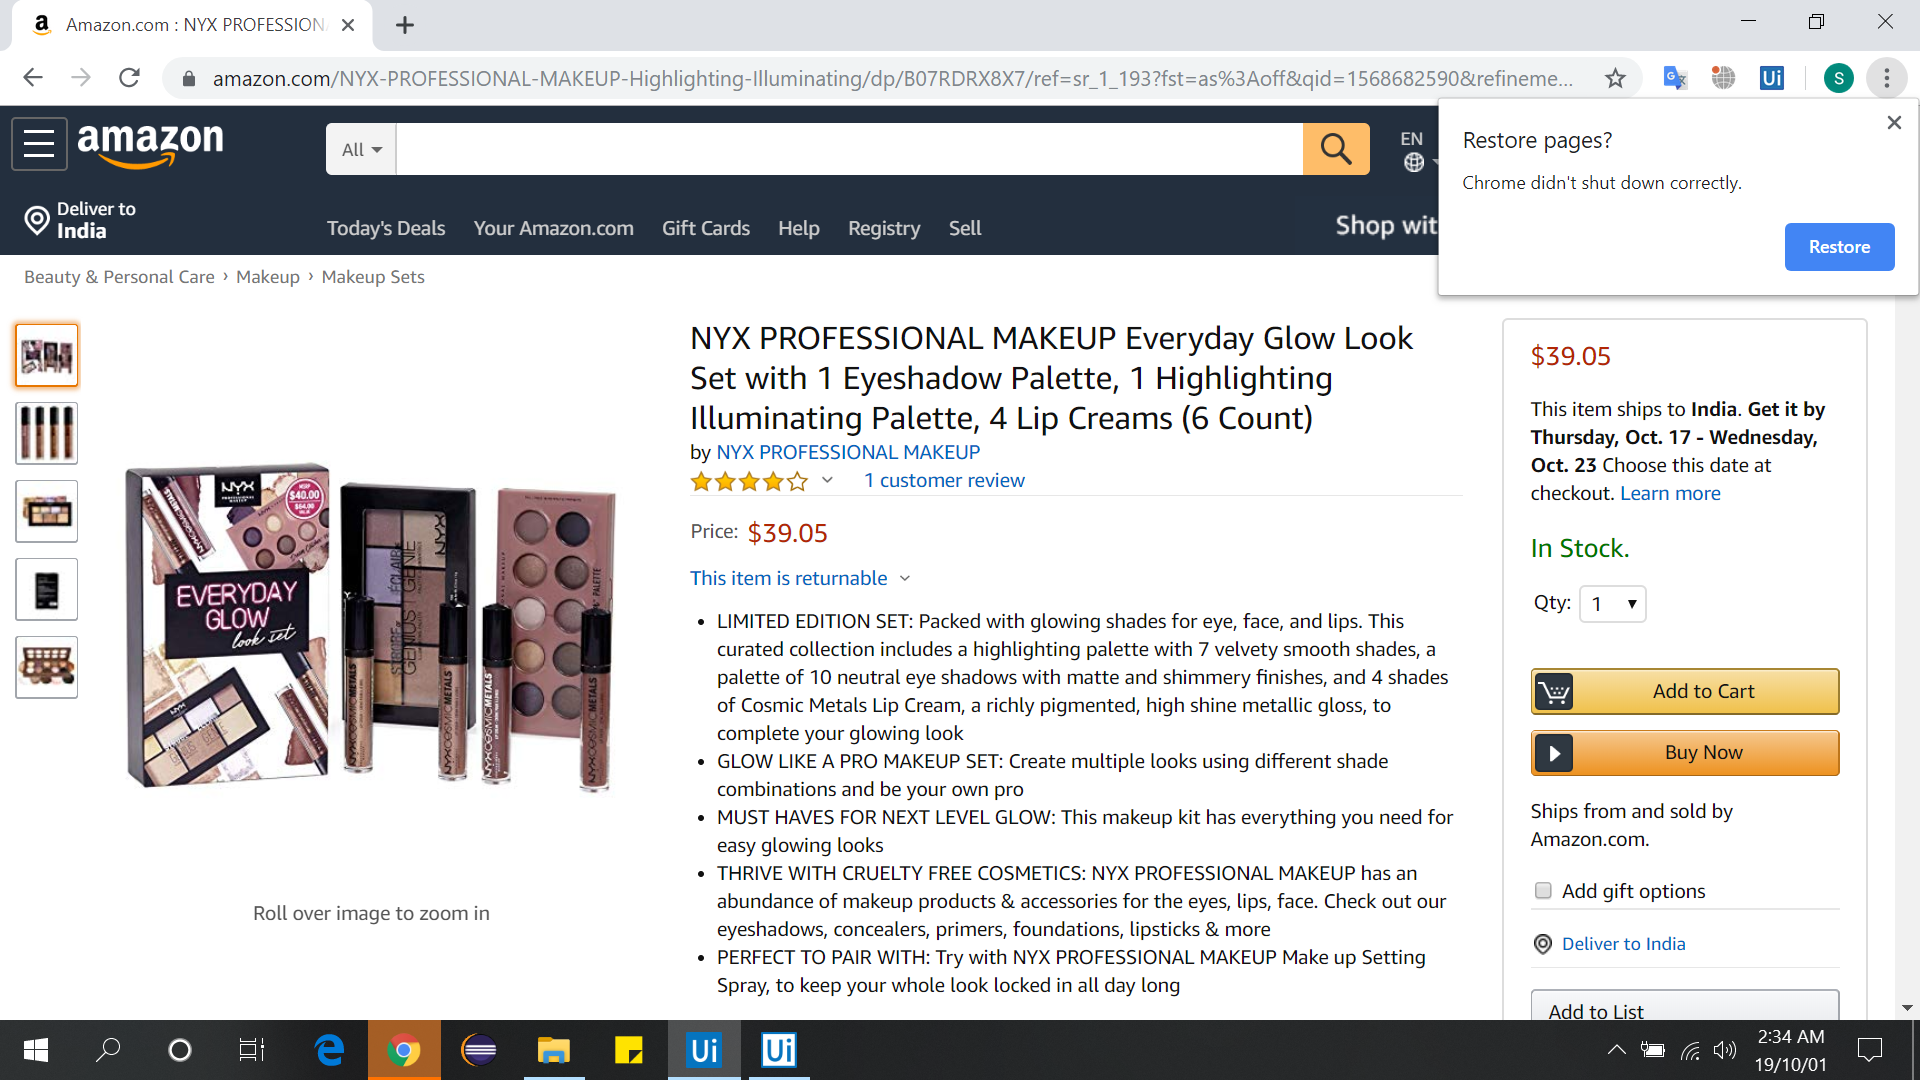 Amazon.com : NYX PROFESSION
amazon.com/NYX-PROFESSIONAL-MAKEUP-Highlighting-Illuminating/dp/B07RDRX8X7/ref=sr_1_193?fst=as%3Aoff&qid=1568682590&refineme...
Ui
S
Restore pages?
Chrome didn't shut down correctly.
Restore
amazon
All
EN
Deliver to
India
Today's Deals
Your Amazon.com
Gift Cards
Help
Registry
Sell
Shop wit
Beauty & Personal Care › Makeup › Makeup Sets
NYX
$40.00
EVERYDAY
GLOW
look set
NYX
COSMICMETALS
Roll over image to zoom in
NYX PROFESSIONAL MAKEUP Everyday Glow Look
Set with 1 Eyeshadow Palette, 1 Highlighting
Illuminating Palette, 4 Lip Creams (6 Count)
by NYX PROFESSIONAL MAKEUP
1 customer review
Price: $39.05
This item is returnable
• LIMITED EDITION SET: Packed with glowing shades for eye, face, and lips. This
curated collection includes a highlighting palette with 7 velvety smooth shades, a
palette of 10 neutral eye shadows with matte and shimmery finishes, and 4 shades
of Cosmic Metals Lip Cream, a richly pigmented, high shine metallic gloss, to
complete your glowing look
• GLOW LIKE A PRO MAKEUP SET: Create multiple looks using different shade
combinations and be your own pro
• MUST HAVES FOR NEXT LEVEL GLOW: This makeup kit has everything you need for
easy glowing looks
• THRIVE WITH CRUELTY FREE COSMETICS: NYX PROFESSIONAL MAKEUP has an
abundance of makeup products & accessories for the eyes, lips, face. Check out our
eyeshadows, concealers, primers, foundations, lipsticks & more
• PERFECT TO PAIR WITH: Try with NYX PROFESSIONAL MAKEUP Make up Setting
Spray, to keep your whole look locked in all day long
$39.05
This item ships to India. Get it by
Thursday, Oct. 17 - Wednesday,
Oct. 23 Choose this date at
checkout. Learn more
In Stock.
Qty: 1
Add to Cart
Buy Now
Ships from and sold by
Amazon.com.
Add gift options
Deliver to India
Add to List
Ui
Ui
2:34 AM
19/10/01